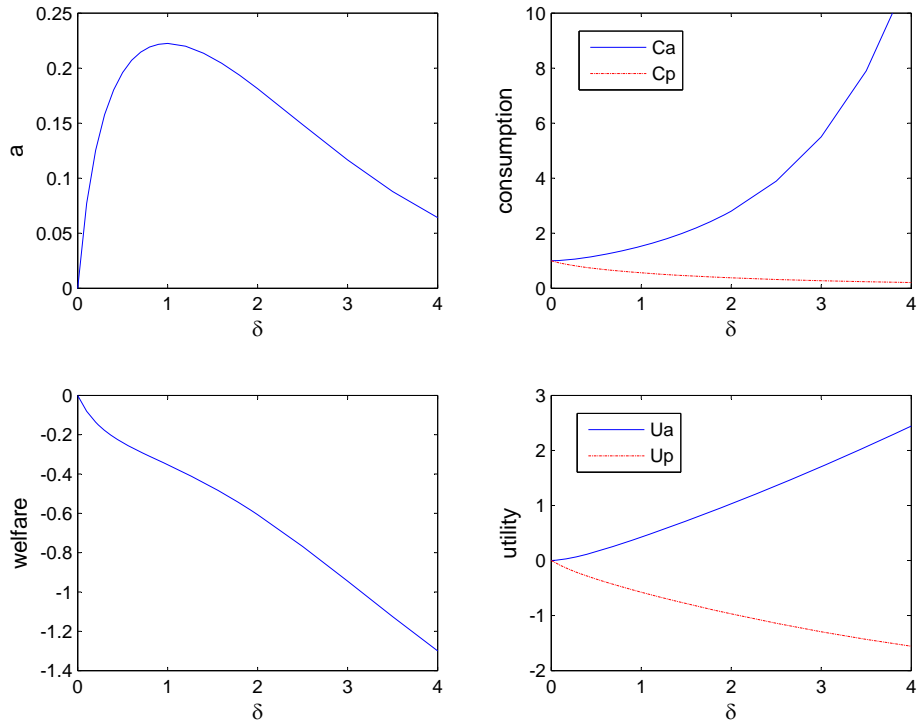 0.25
0.2
0.15
0.1
0.05
0
a
0 1 2 3 4
δ
10
8
6
4
2
0
consumption
Ca
Cp
0 1 2 3 4
δ
0
-0.2
-0.4
-0.6
-0.8
-1
-1.2
-1.4
welfare
0 1 2 3 4
δ
3
2
1
0
-1
-2
utility
Ua
Up
0 1 2 3 4
δ